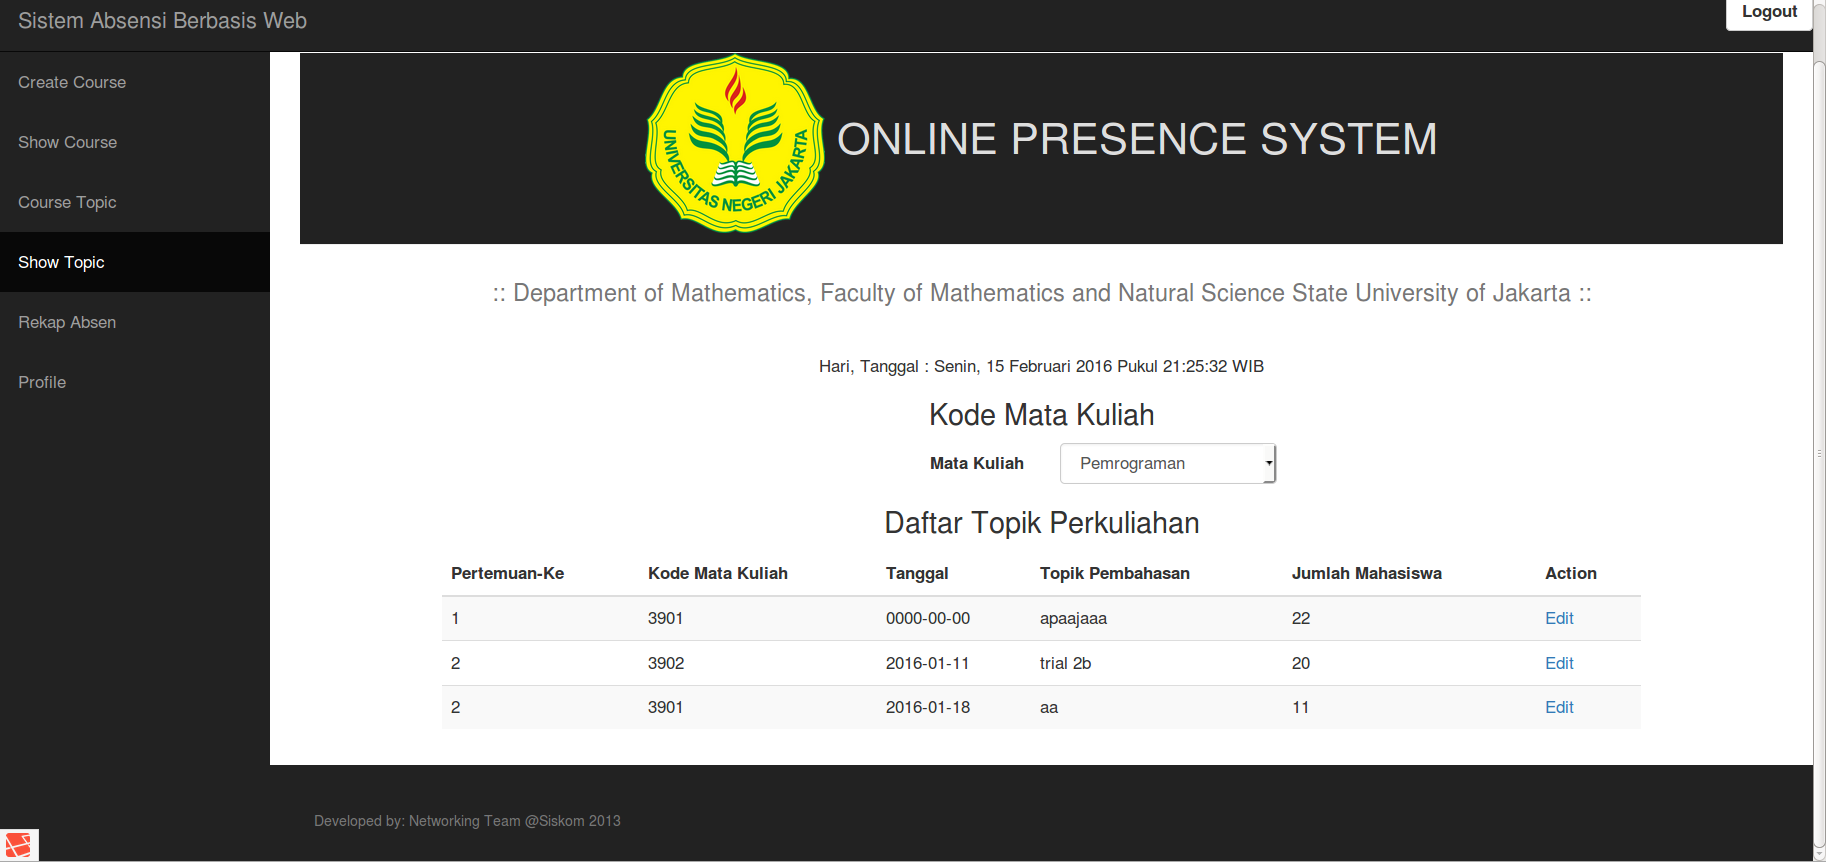 Sistem Absensi Berbasis Web
Logout
Create Course
Show Course
Course Topic
Show Topic
Rekap Absen
Profile
UNIVERSITAS NEGERI JAKARTA
ONLINE PRESENCE SYSTEM
:: Department of Mathematics, Faculty of Mathematics and Natural Science State University of Jakarta ::
Hari, Tanggal : Senin, 15 Februari 2016 Pukul 21:25:32 WIB
Kode Mata Kuliah
Mata Kuliah Pemrograman
Daftar Topik Perkuliahan
Pertemuan-Ke Kode Mata Kuliah Tanggal Topik Pembahasan Jumlah Mahasiswa Action
1 3901 0000-00-00 apaajaaa 22 Edit
2 3902 2016-01-11 trial 2b 20 Edit
2 3901 2016-01-18 aa 11 Edit
Developed by: Networking Team @Siskom 2013